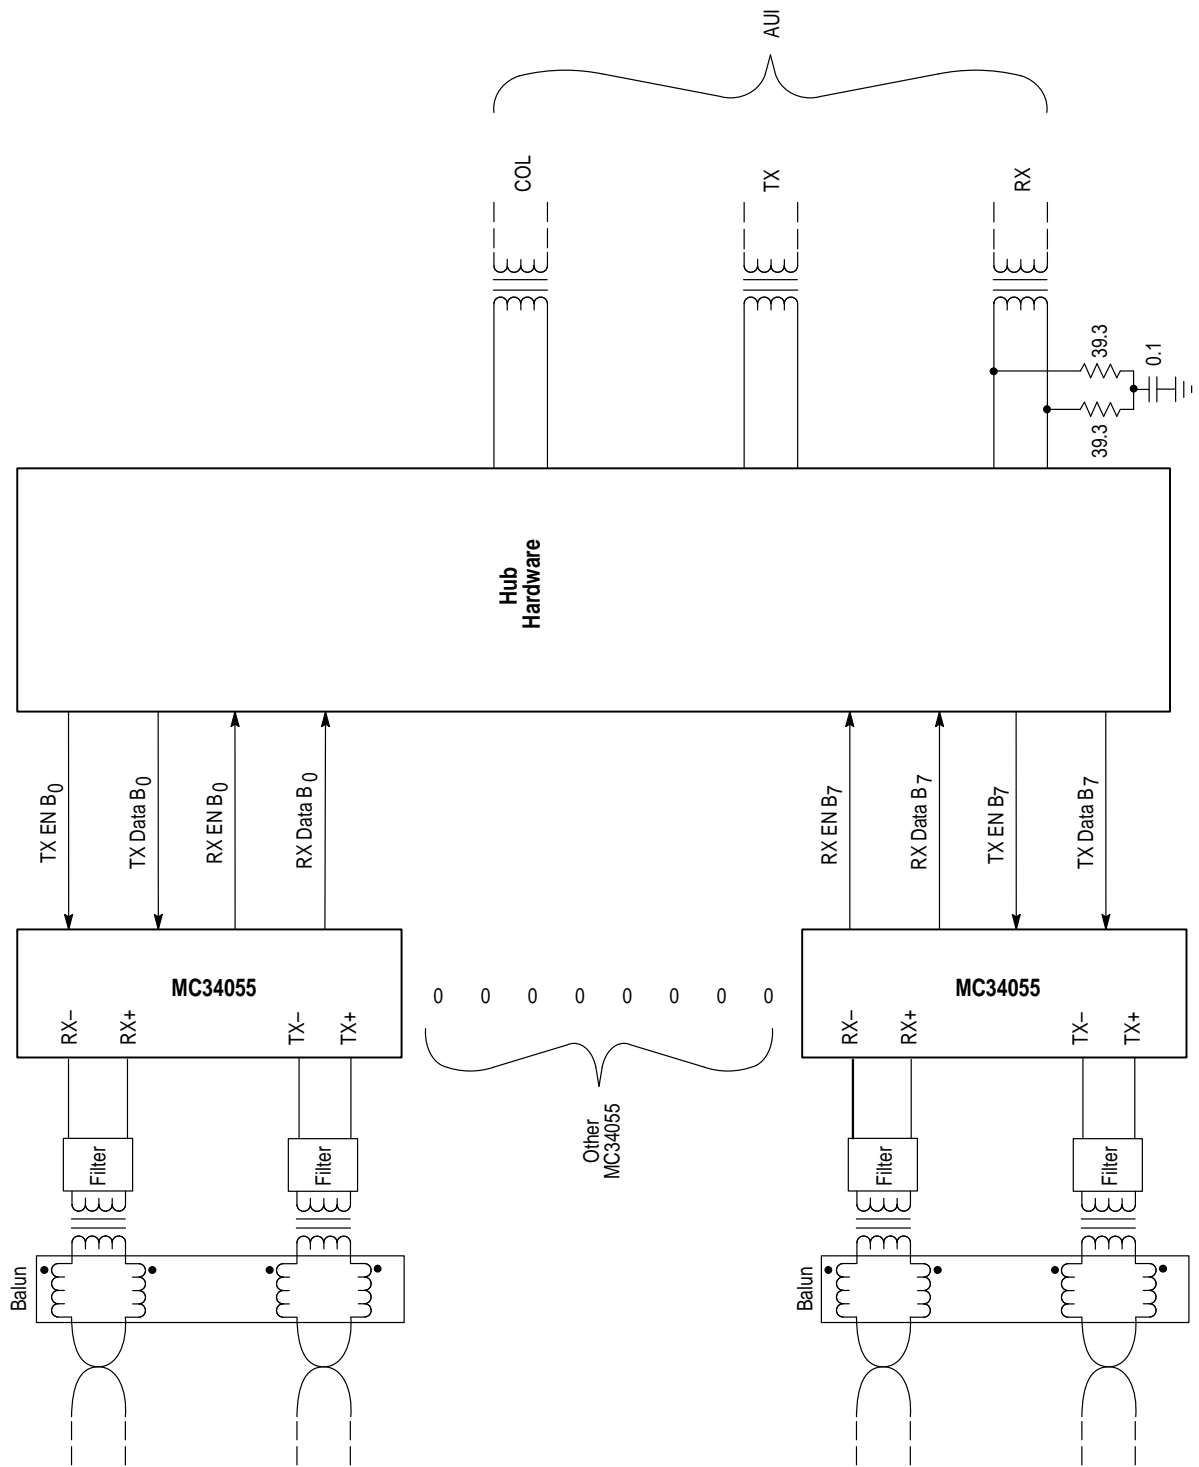 AUI
COL
TX
RX
39.3
39.3
0.1
Hub
Hardware
TX EN B0
TX Data B0
RX EN B0
RX Data B0
RX EN B7
RX Data B7
TX EN B7
TX Data B7
MC34055
RX–
RX+
TX–
TX+
0 0 0 0 0 0 0 0
Other
MC34055
MC34055
RX–
RX+
TX–
TX+
Filter
Filter
Filter
Filter
Balun
Balun